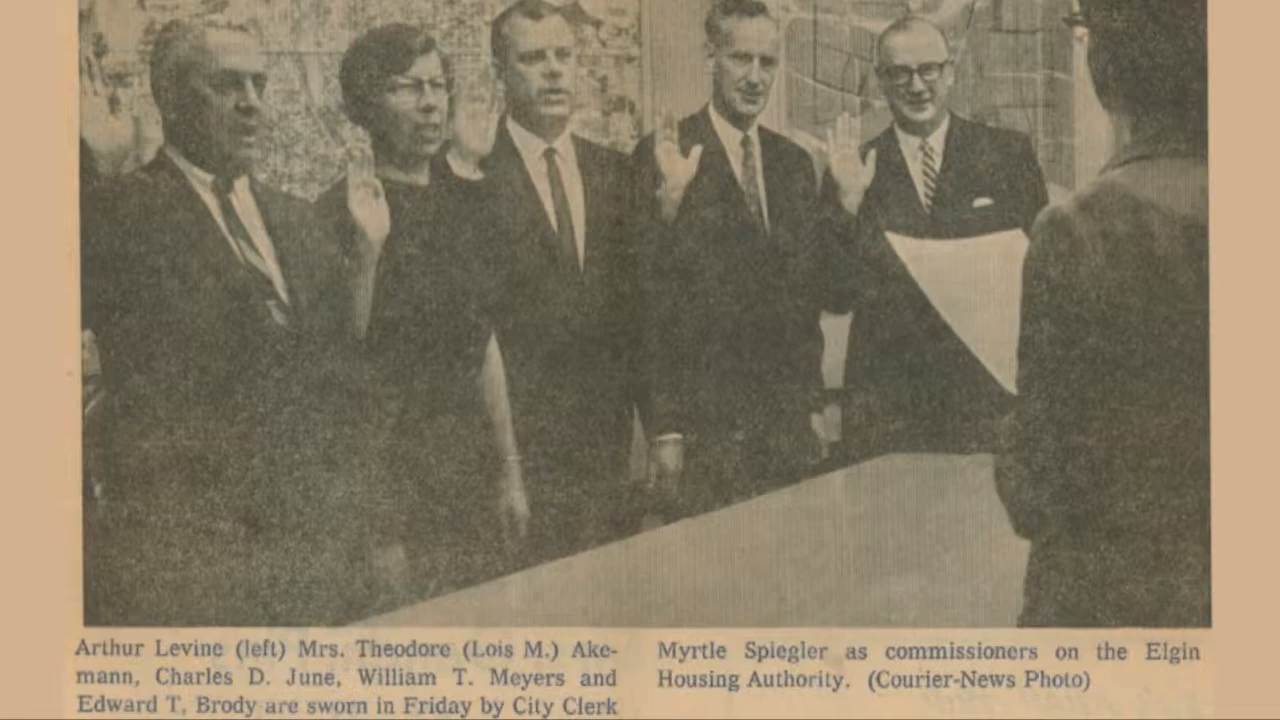 Arthur Levine (left) Mrs. Theodore (Lois M.) Ake-
mann, Charles D. June, William T. Meyers and
Edward T. Brody are sworn in Friday by City Clerk
Myrtle Spiegler as commissioners on the Elgin
Housing Authority. (Courier-News Photo)